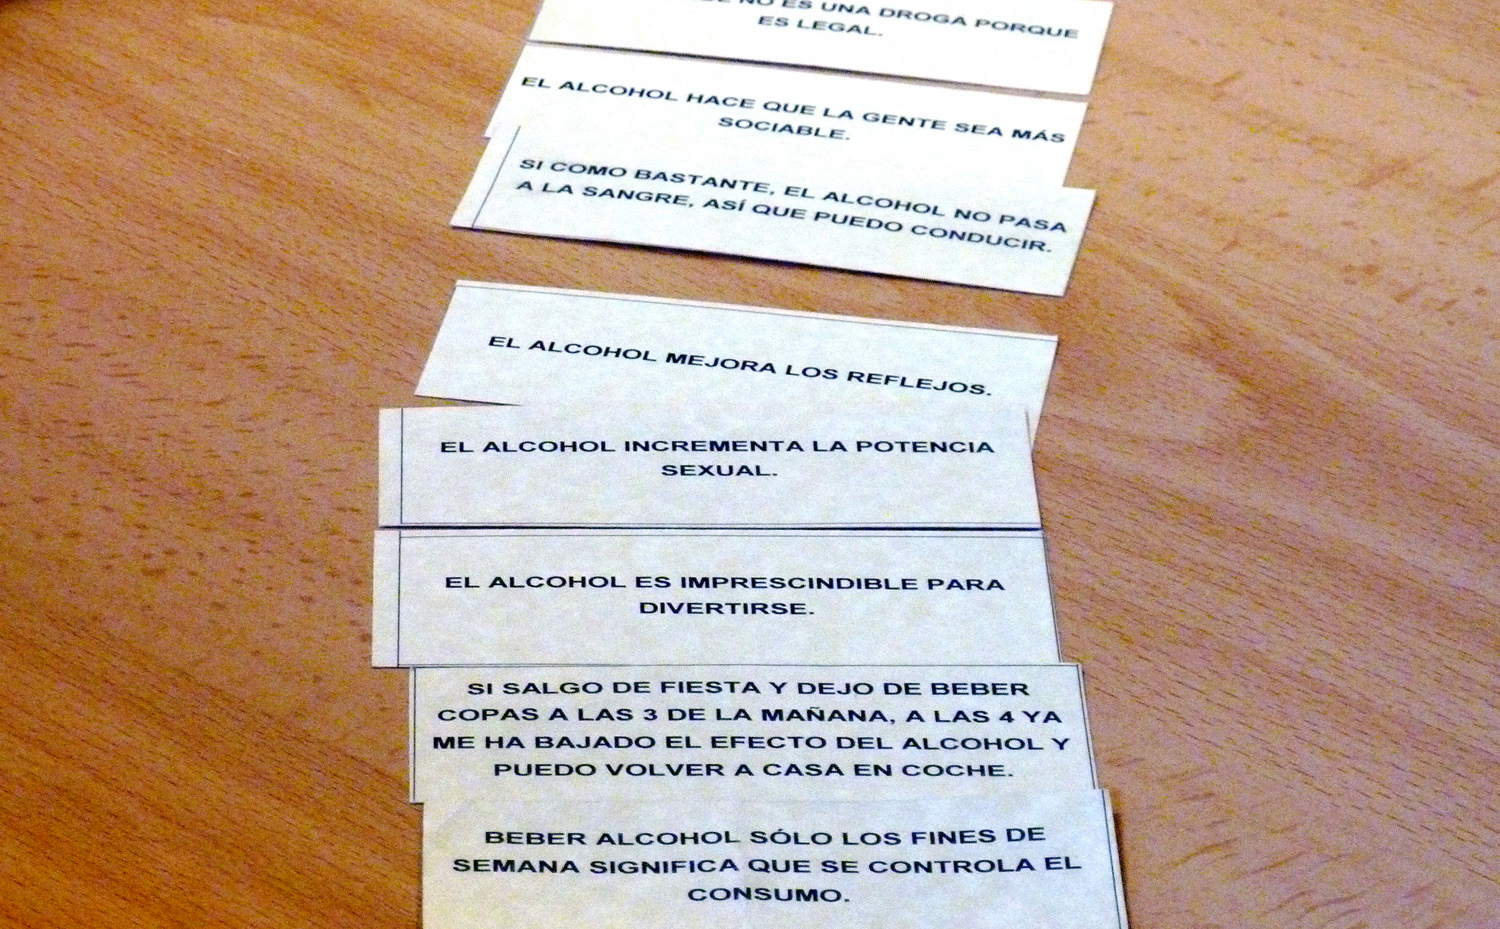 NO ES UNA DROGA PORQUE
ES LEGAL.
EL ALCOHOL HACE QUE LA GENTE SEA MÁS
SOCIABLE.
SI COMO BASTANTE, EL ALCOHOL NO PASA
A LA SANGRE, ASÍ QUE PUEDO CONDUCIR.
EL ALCOHOL MEJORA LOS REFLEJOS.
EL ALCOHOL INCREMENTA LA POTENCIA
SEXUAL.
EL ALCOHOL ES IMPRESCINDIBLE PARA
DIVERTIRSE.
SI SALGO DE FIESTA Y DEJO DE BEBER
COPAS A LAS 3 DE LA MAÑANA, A LAS 4 YA
ME HA BAJADO EL EFECTO DEL ALCOHOL Y
PUEDO VOLVER A CASA EN COCHE.
BEBER ALCOHOL SÓLO LOS FINES DE
SEMANA SIGNIFICA QUE SE CONTROLA EL
CONSUMO.